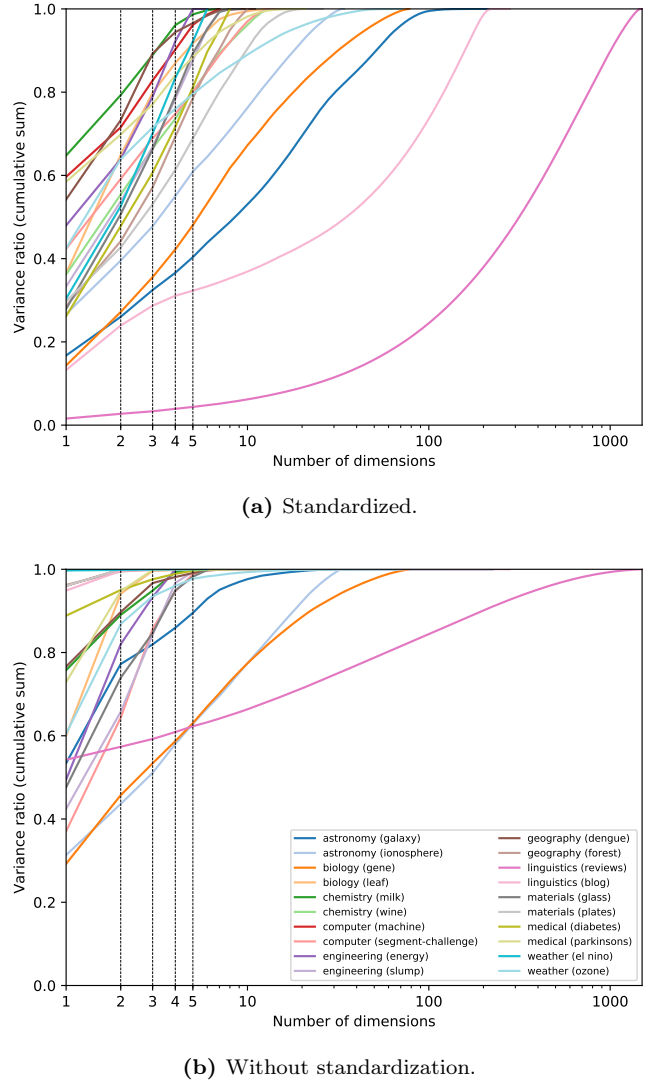 1.0
0.8
0.6
0.4
0.2
0.0
Variance ratio (cumulative sum)
1 2 3 4 5 10 100 1000
Number of dimensions
(a) Standardized.
1.0
0.8
0.6
0.4
0.2
0.0
Variance ratio (cumulative sum)
astronomy (galaxy)
astronomy (ionosphere)
biology (gene)
biology (leaf)
chemistry (milk)
chemistry (wine)
computer (machine)
computer (segment-challenge)
engineering (energy)
engineering (slump)
geography (dengue)
geography (forest)
linguistics (reviews)
linguistics (blog)
materials (glass)
materials (plates)
medical (diabetes)
medical (parkinsons)
weather (el nino)
weather (ozone)
1 2 3 4 5 10 100 1000
Number of dimensions
(b) Without standardization.